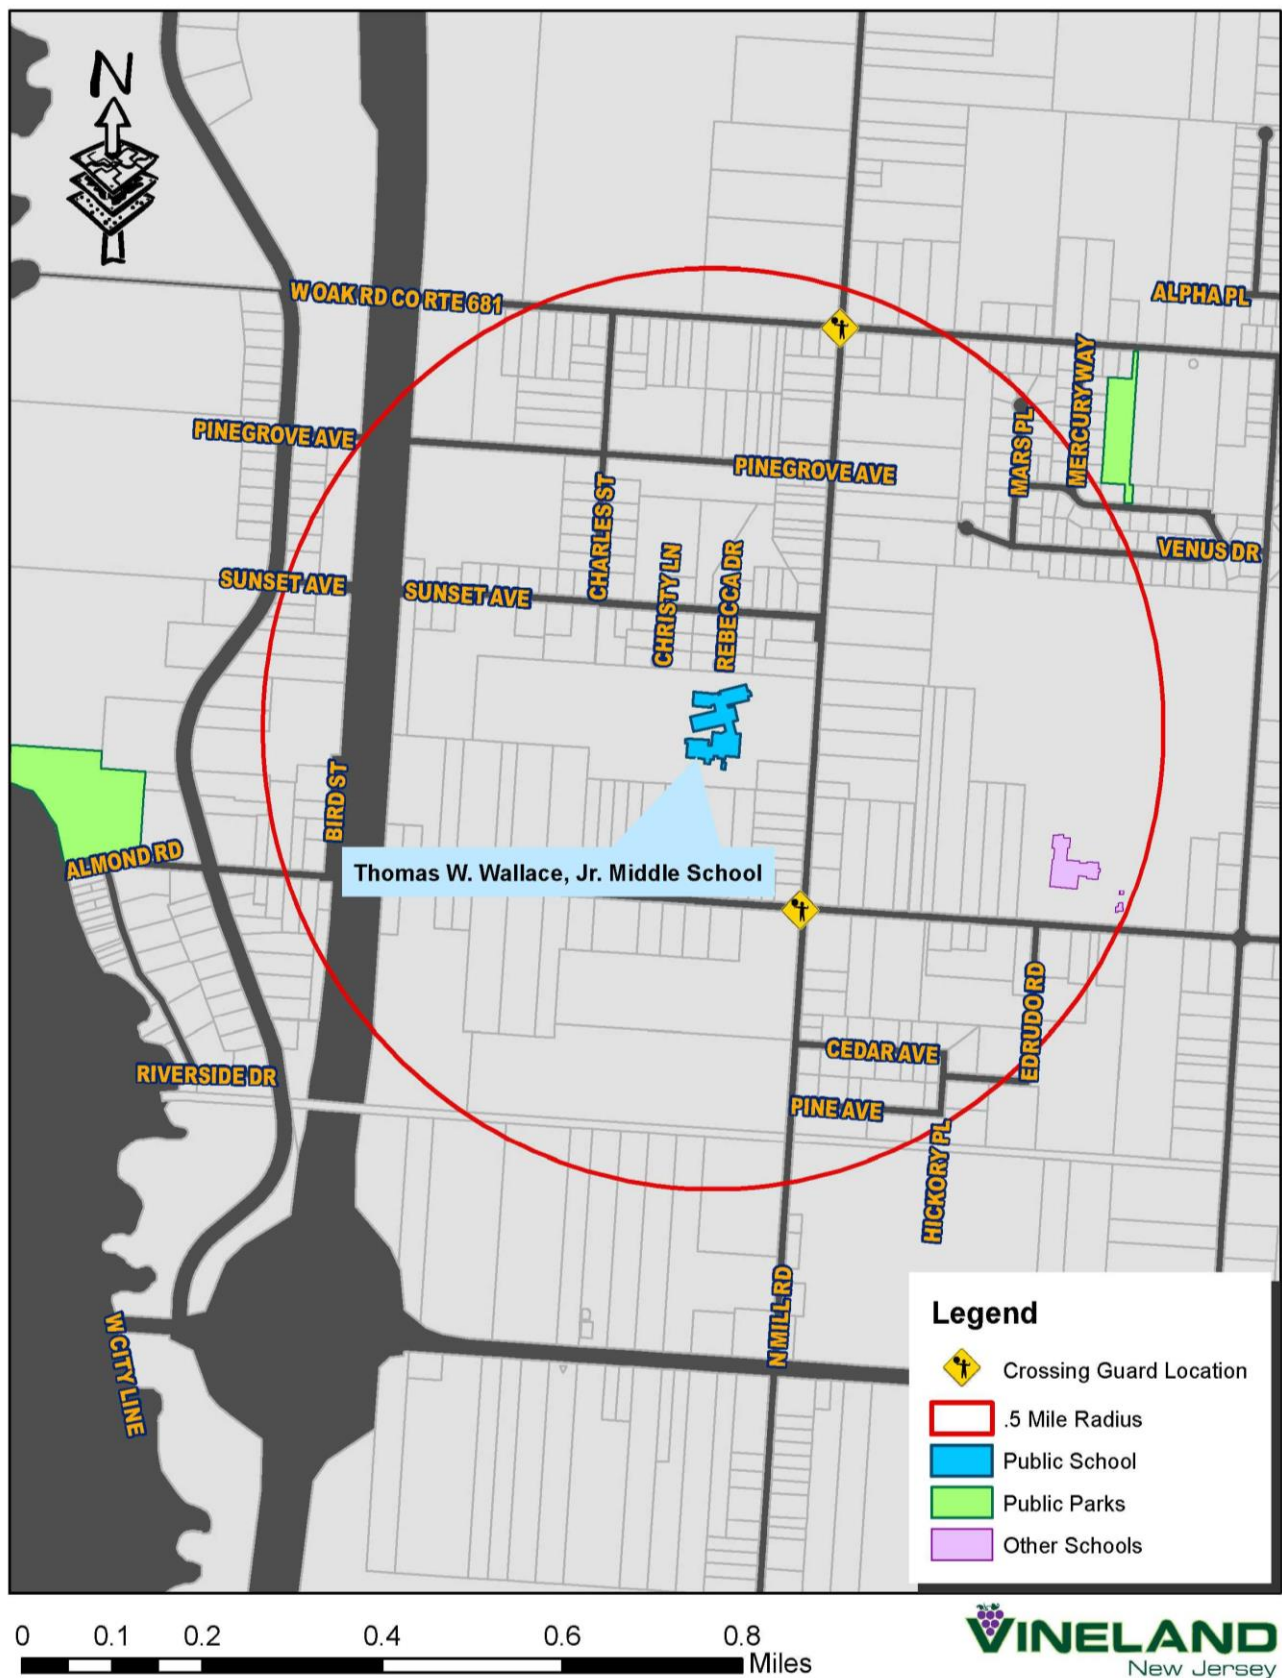 N
W OAK RD CO RTE 681
ALPHA PL
MERCURY WAY
MARS PL
PINEGROVE AVE
PINEGROVE AVE
CHARLES ST
CHRISTY LN
REBECCA DR
VENUS DR
SUNSET AVE
SUNSET AVE
BIRD ST
ALMOND RD
Thomas W. Wallace, Jr. Middle School
EDRUDO RD
CEDAR AVE
RIVERSIDE DR
PINE AVE
HICKORY PL
N MILL RD
W CITY LINE
Legend
Crossing Guard Location
.5 Mile Radius
Public School
Public Parks
Other Schools
0 0.1 0.2 0.4 0.6 0.8
Miles
VINELAND
New Jersey